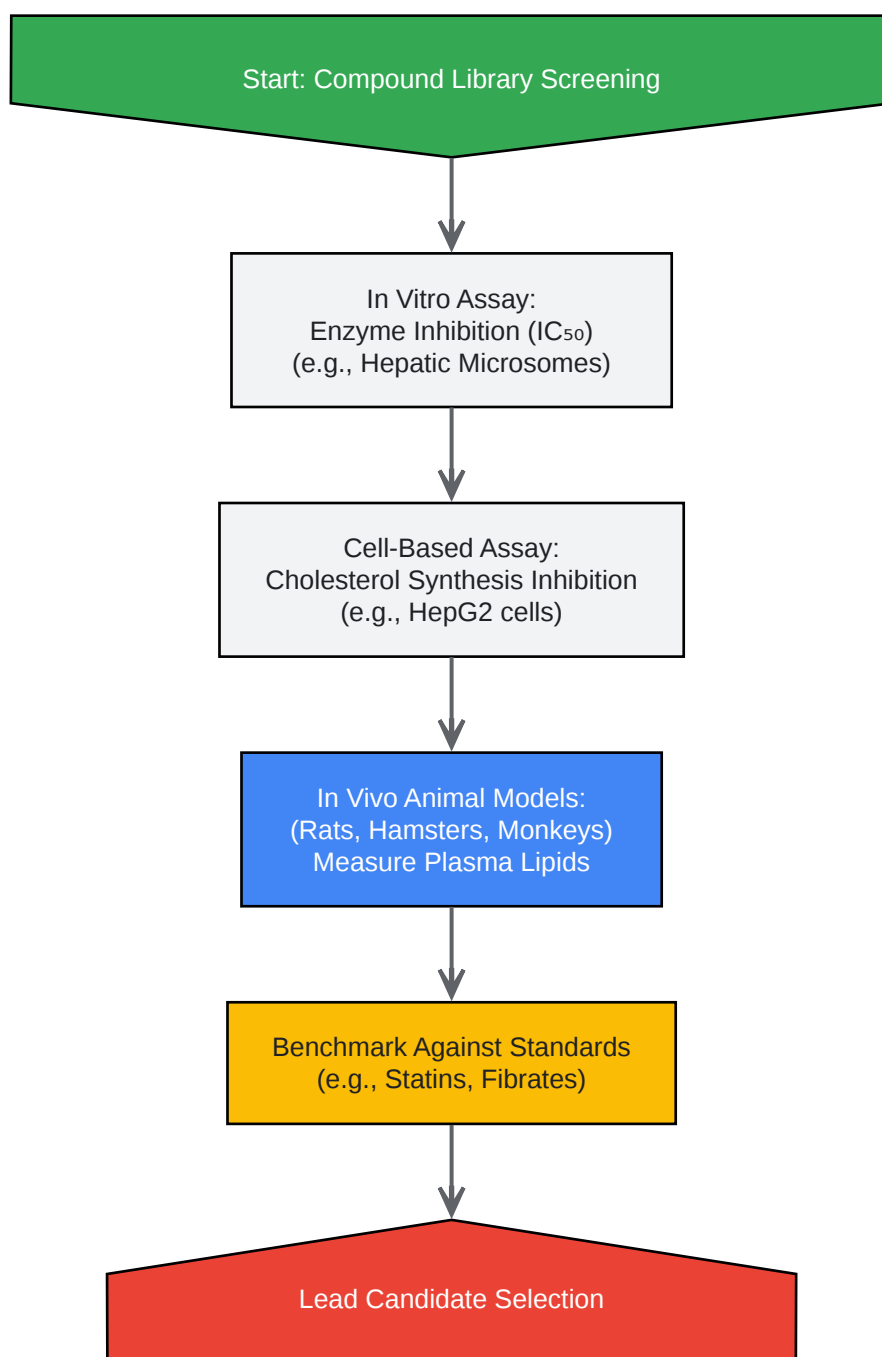 Start: Compound Library Screening
In Vitro Assay:
Enzyme Inhibition (IC₅₀)
(e.g., Hepatic Microsomes)
Cell-Based Assay:
Cholesterol Synthesis Inhibition
(e.g., HepG2 cells)
In Vivo Animal Models:
(Rats, Hamsters, Monkeys)
Measure Plasma Lipids
Benchmark Against Standards
(e.g., Statins, Fibrates)
Lead Candidate Selection